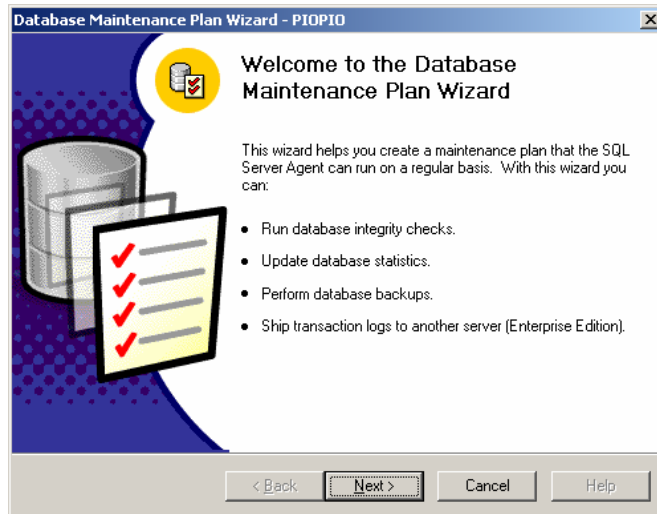 Database Maintenance Plan Wizard - PIOPIO
Welcome to the Database
Maintenance Plan Wizard
This wizard helps you create a maintenance plan that the SQL
Server Agent can run on a regular basis. With this wizard you
can:
• Run database integrity checks.
• Update database statistics.
• Perform database backups.
• Ship transaction logs to another server (Enterprise Edition).
< Back
Next >
Cancel
Help